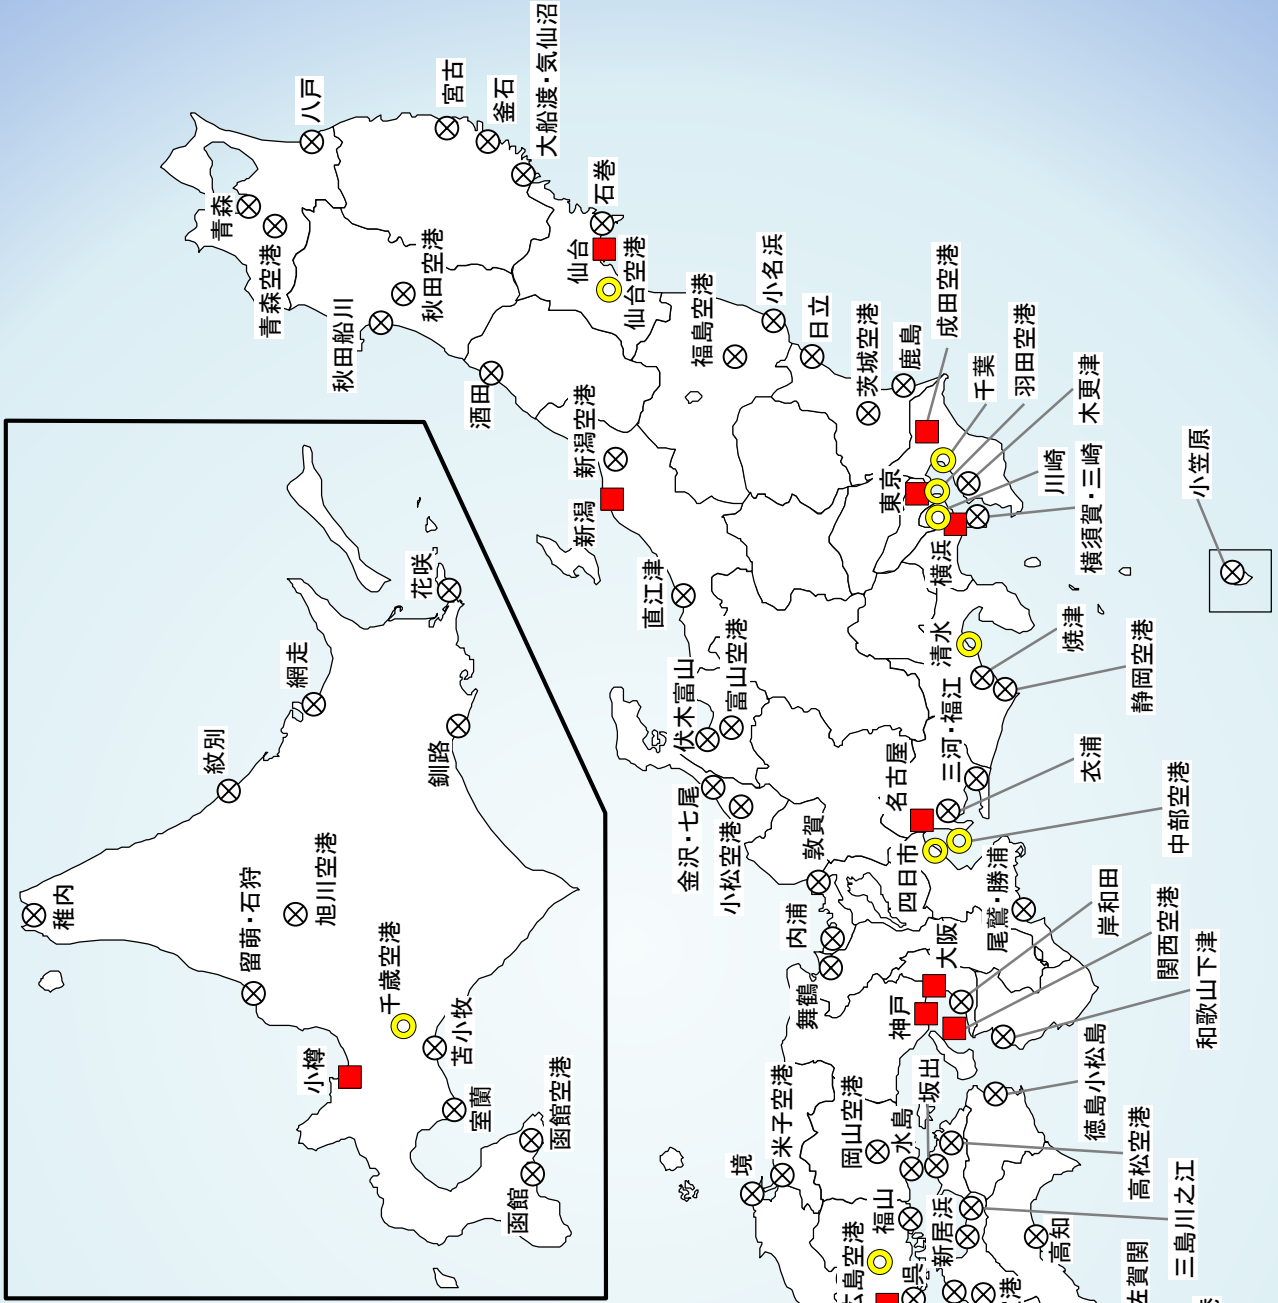 稚内
紋別
網走
花咲
留萌・石狩
旭川空港
釧路
千歳空港
小樽
苫小牧
室蘭
函館空港
函館
青森
青森空港
八戸
宮古
釜石
大船渡・気仙沼
秋田船川
秋田空港
酒田
石巻
仙台
仙台空港
新潟空港
新潟
福島空港
小名浜
日立
茨城空港
鹿島
成田空港
千葉
羽田空港
木更津
東京
川崎
横浜
横須賀・三崎
小笠原
直江津
伏木富山
富山空港
金沢・七尾
小松空港
清水
焼津
静岡空港
三河・福江
名古屋
衣浦
中部空港
四日市
敦賀
内浦
舞鶴
尾鷲・勝浦
大阪
神戸
岸和田
関西空港
和歌山下津
境
米子空港
岡山空港
水島
坂出
徳島小松島
高松空港
三島川之江
福山
新居浜
高知
広島空港
呉
佐賀関
空港